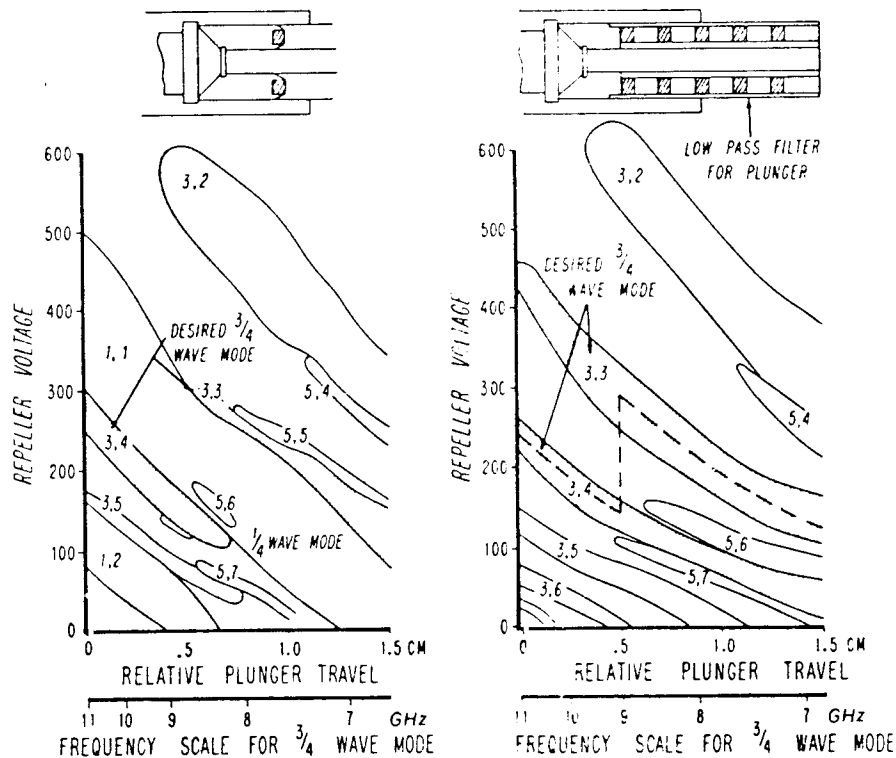 LOW PASS FILTER
FOR PLUNGER
REPELLER VOLTAGE
600
500
400
300
200
100
0
3,2
1,1
DESIRED 3/4
WAVE MODE
3,3
5,4
5,5
3,4
3,5
5,6
1/4 WAVE MODE
1,2
5,7
0
.5
1.0
1.5 CM
RELATIVE PLUNGER TRAVEL
11 10 9 8 7 GHz
FREQUENCY SCALE FOR 3/4 WAVE MODE
REPELLER VOLTAGE
600
500
400
300
200
100
0
3,2
DESIRED 3/4
WAVE MODE
3,3
5,4
3,4
5,6
3,5
5,7
3,6
0
.5
1.0
1.5 CM
RELATIVE PLUNGER TRAVEL
11 10 9 8 7 GHz
FREQUENCY SCALE FOR 3/4 WAVE MODE